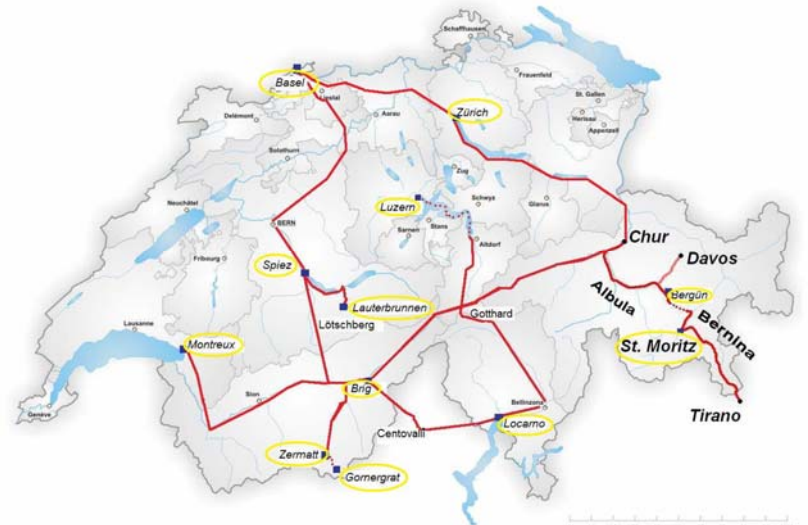 Schaffhausen
Basel
Liestal
Frauenfeld
Zürich
St. Gallen
Herisau
Appenzell
Delémont
Aarau
Solothurn
Zug
Luzern
Schwyz
Glarus
Neuchâtel
BERN
Stans
Sarnen
Altdorf
Chur
Davos
Fribourg
Spiez
Bergün
Lauterbrunnen
Albula
Lötschberg
Gotthard
Bernina
Lausanne
Montreux
St. Moritz
Sion
Brig
Bellinzona
Tirano
Genève
Locarno
Centovalli
Zermatt
Gornergrat